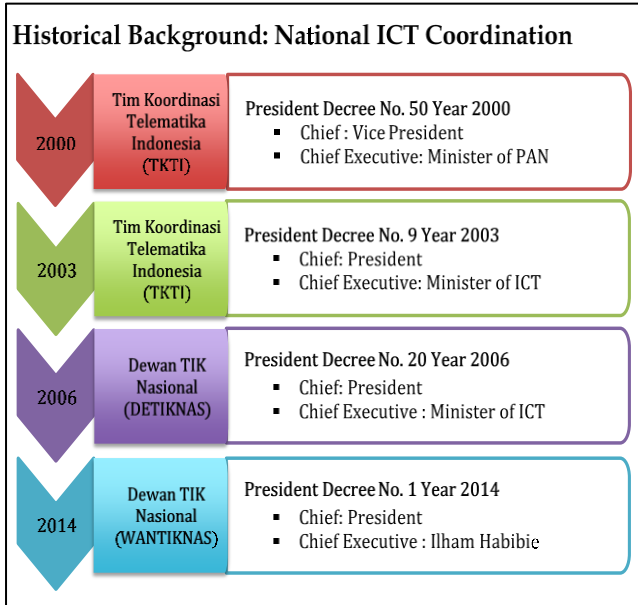 Historical Background: National ICT Coordination
2000
Tim Koordinasi
Telematika
Indonesia
(TKTI)
President Decree No. 50 Year 2000
▪ Chief : Vice President
▪ Chief Executive: Minister of PAN
2003
Tim Koordinasi
Telematika
Indonesia
(TKTI)
President Decree No. 9 Year 2003
▪ Chief: President
▪ Chief Executive: Minister of ICT
2006
Dewan TIK
Nasional
(DETIKNAS)
President Decree No. 20 Year 2006
▪ Chief: President
▪ Chief Executive : Minister of ICT
2014
Dewan TIK
Nasional
(WANTIKNAS)
President Decree No. 1 Year 2014
▪ Chief: President
▪ Chief Executive : Ilham Habibie